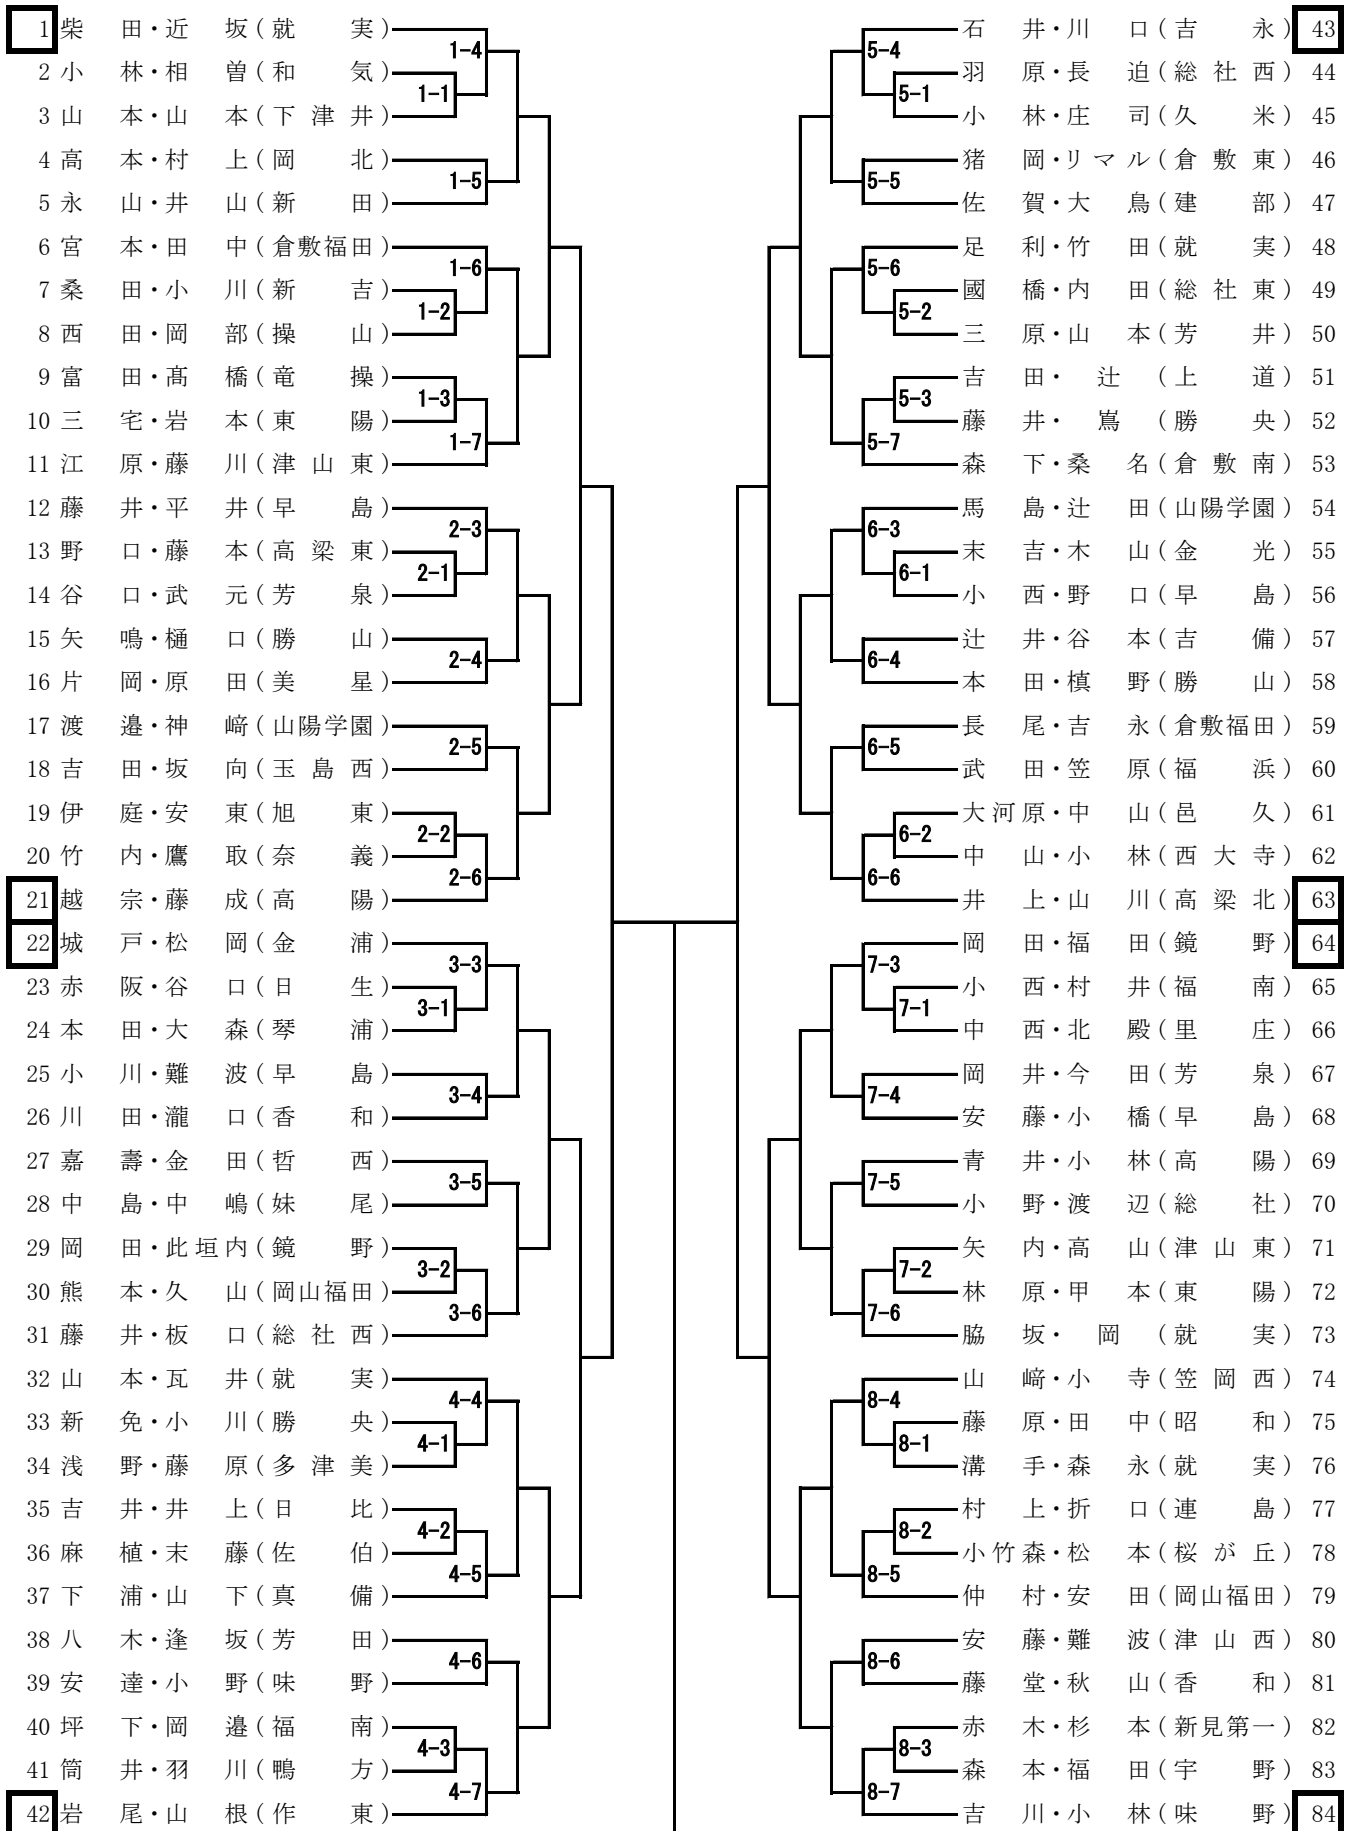 1 柴田・近坂(就実)
1-4
2 小林・相曽(和気)
1-1
3 山本・山本(下津井)
4 高本・村上(岡北)
1-5
5 永山・井山(新田)
6 宮本・田中(倉敷福田)
1-6
7 桑田・小川(新吉)
1-2
8 西田・岡部(操山)
9 富田・髙橋(竜操)
1-3
10 三宅・岩本(東陽)
1-7
11 江原・藤川(津山東)
12 藤井・平井(早島)
2-3
13 野口・藤本(高梁東)
2-1
14 谷口・武元(芳泉)
15 矢鳴・樋口(勝山)
2-4
16 片岡・原田(美星)
17 渡邉・神﨑(山陽学園)
2-5
18 吉田・坂向(玉島西)
19 伊庭・安東(旭東)
2-2
20 竹内・鷹取(奈義)
2-6
21 越宗・藤成(高陽)
22 城戸・松岡(金浦)
3-3
23 赤阪・谷口(日生)
3-1
24 本田・大森(琴浦)
25 小川・難波(早島)
3-4
26 川田・瀧口(香和)
27 嘉壽・金田(哲西)
3-5
28 中島・中嶋(妹尾)
29 岡田・此垣内(鏡野)
3-2
30 熊本・久山(岡山福田)
3-6
31 藤井・板口(総社西)
32 山本・瓦井(就実)
4-4
33 新免・小川(勝央)
4-1
34 浅野・藤原(多津美)
35 吉井・井上(日比)
4-2
36 麻植・末藤(佐伯)
4-5
37 下浦・山下(真備)
38 八木・逢坂(芳田)
4-6
39 安達・小野(味野)
40 坪下・岡邉(福南)
4-3
41 筒井・羽川(鴨方)
4-7
42 岩尾・山根(作東)
石井・川口(吉永) 43
5-4
羽原・長迫(総社西) 44
5-1
小林・庄司(久米) 45
猪岡・リマル(倉敷東) 46
5-5
佐賀・大鳥(建部) 47
足利・竹田(就実) 48
5-6
國橋・内田(総社東) 49
5-2
三原・山本(芳井) 50
吉田・辻(上道) 51
5-3
藤井・嶌(勝央) 52
5-7
森下・桑名(倉敷南) 53
馬島・辻田(山陽学園) 54
6-3
末吉・木山(金光) 55
6-1
小西・野口(早島) 56
辻井・谷本(吉備) 57
6-4
本田・槙野(勝山) 58
長尾・吉永(倉敷福田) 59
6-5
武田・笠原(福浜) 60
大河原・中山(邑久) 61
6-2
中山・小林(西大寺) 62
6-6
井上・山川(高梁北) 63
岡田・福田(鏡野) 64
7-3
小西・村井(福南) 65
7-1
中西・北殿(里庄) 66
岡井・今田(芳泉) 67
7-4
安藤・小橋(早島) 68
青井・小林(高陽) 69
7-5
小野・渡辺(総社) 70
矢内・高山(津山東) 71
7-2
林原・甲本(東陽) 72
7-6
脇坂・岡(就実) 73
山﨑・小寺(笠岡西) 74
8-4
藤原・田中(昭和) 75
8-1
溝手・森永(就実) 76
村上・折口(連島) 77
8-2
小竹森・松本(桜が丘) 78
8-5
仲村・安田(岡山福田) 79
安藤・難波(津山西) 80
8-6
藤堂・秋山(香和) 81
赤木・杉本(新見第一) 82
8-3
森本・福田(宇野) 83
8-7
吉川・小林(味野) 84